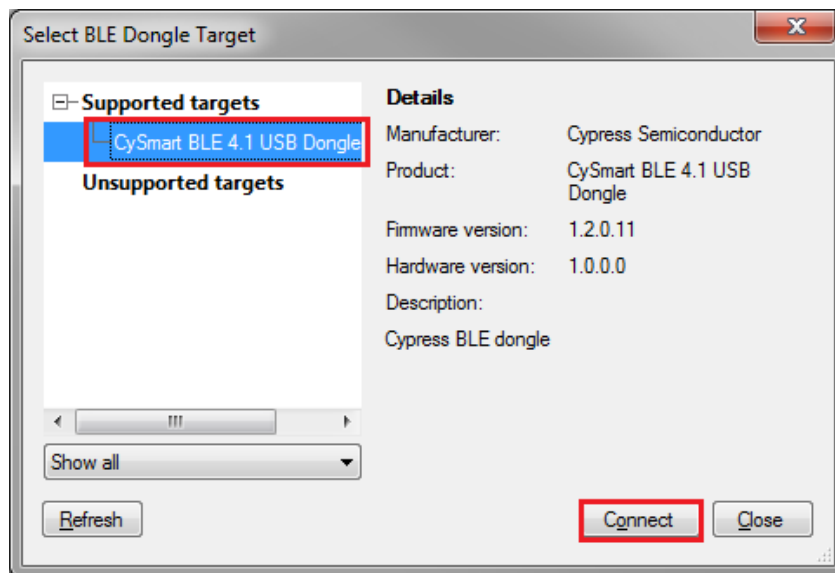 Select BLE Dongle Target
Supported targets
CySmart BLE 4.1 USB Dongle
Unsupported targets
Show all
Refresh
Details
Manufacturer: Cypress Semiconductor
Product: CySmart BLE 4.1 USB
Dongle
Firmware version: 1.2.0.11
Hardware version: 1.0.0.0
Description:
Cypress BLE dongle
Connect
Close